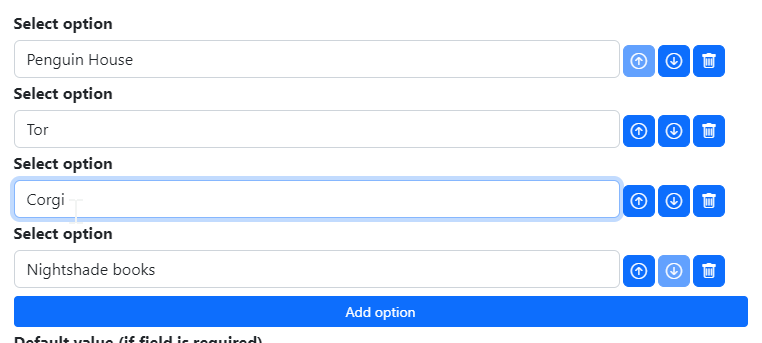 Select option
Penguin House
Select option
Tor
Select option
Corgi
Select option
Nightshade books
Add option
Default value (if field is required)